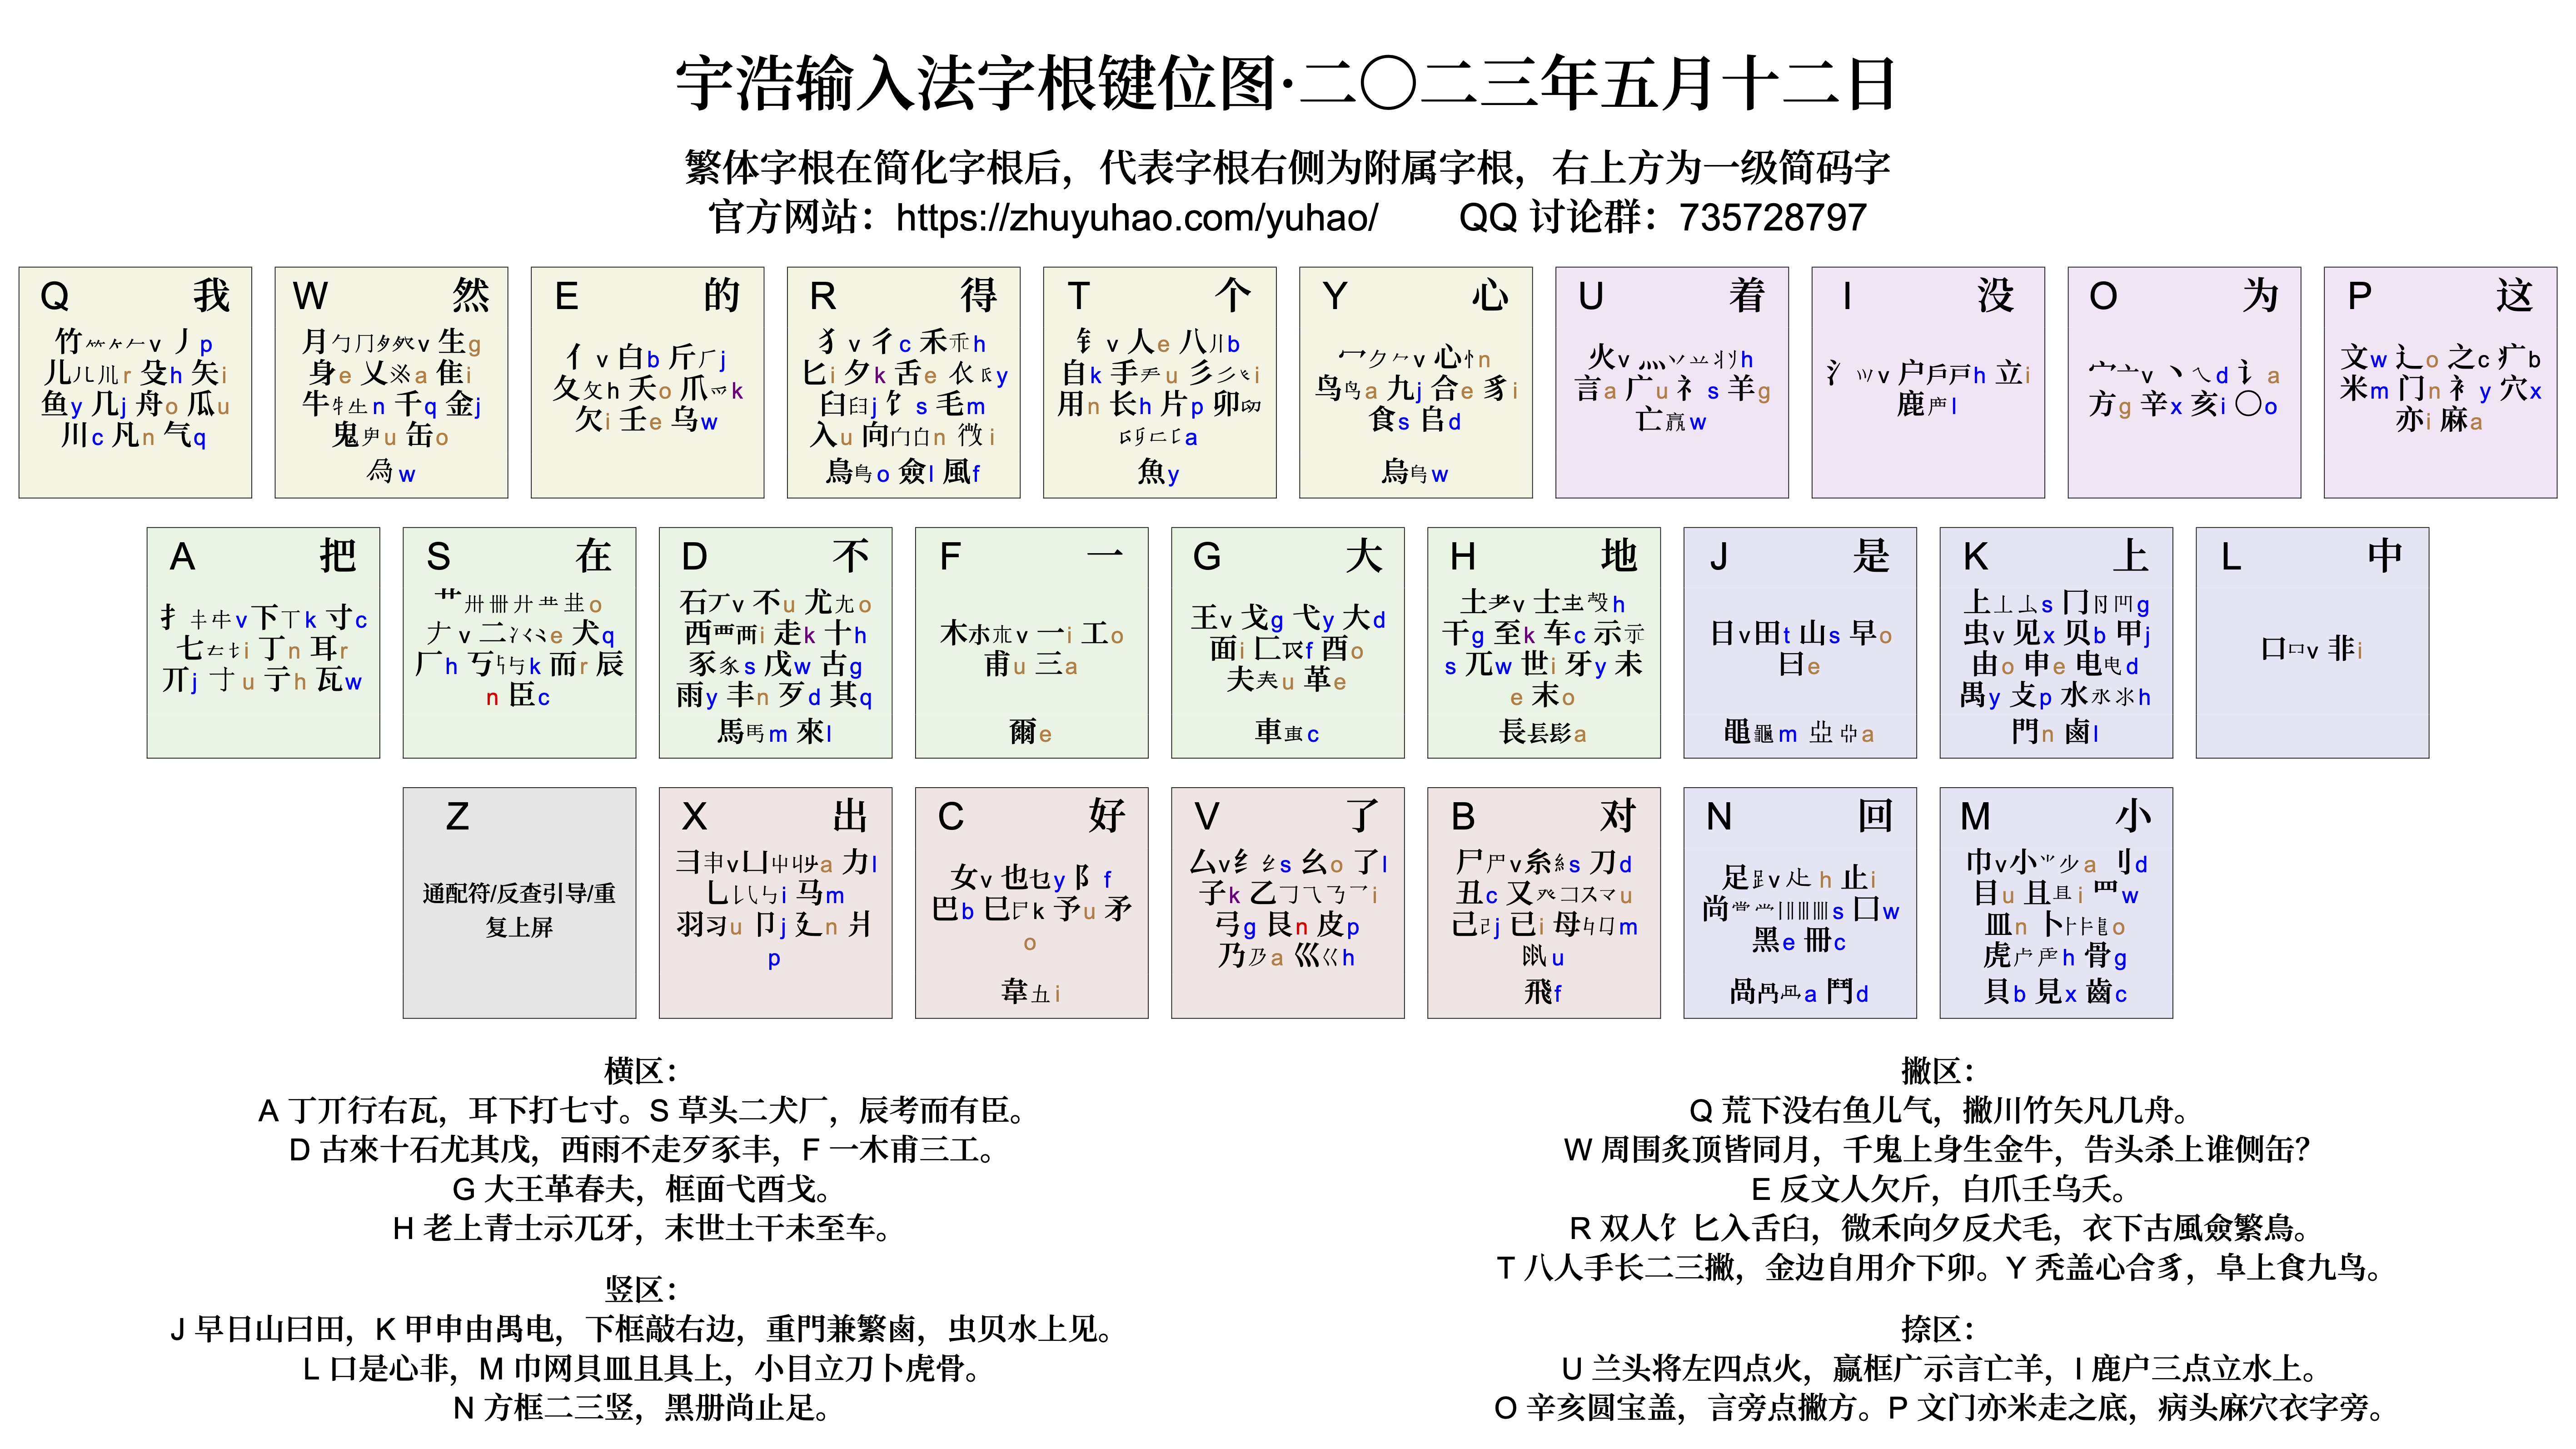 宇浩输入法字根键位图·二〇二三年五月十二日
繁体字根在简化字根后，代表字根右侧为附属字根，右上方为一级简码字
官方网站：https://zhuyuhao.com/yuhao/ QQ 讨论群：735728797
Q 我
竹v 丿p
儿r 殳h 矢i
鱼y 几j 舟o 瓜u
川c 凡n 气q
W 然
月v 生g
身e 乂a 隹i
牛n 千q 金j
鬼u 缶o
為w
E 的
亻v 白b 斤j
夂攵h 夭o 爪爫k
欠i 壬e 乌w
R 得
犭v 彳c 禾h
匕i 夕k 舌e 衣y
臼j 饣s 毛m
入u 向n 微i
鳥o 僉l 風f
T 个
钅v 人e 八b
自k 手u 彡i
用n 长h 片p 卯
a
魚y
Y 心
冖v 心忄n
鸟a 九j 合e 豸i
食s 𠂤d
烏w
U 着
火v 灬h
言a 广u 礻s 羊g
亡w
I 没
氵v 户戶戸h 立i
鹿l
O 为
宀亠v 丶d 讠a
方g 辛x 亥i 〇o
P 这
文w 辶o 之c 疒b
米m 门n 衤y 穴x
亦i 麻a
A 把
扌v 下k 寸c
七i 丁n 耳r
丌j u 亍h 瓦w
S 在
艹o
v 二冫e 犬q
厂h 丂k 而r 辰
n 臣c
D 不
石v 不u 尤o
西覀i 走k 十h
豕s 戊w 古g
雨y 丰n 歹d 其q
馬m 來l
F 一
木v 一i 工o
甫u 三a
爾e
G 大
王v 戈g 弋y 大d
面i 匚f 酉o
夫u 革e
車c
H 地
土耂v 士h
干g 至k 车c 示
s 兀w 世i 牙y 未
e 末o
長镸髟a
J 是
日v田t 山s 早o
曰e
黽m 亞a
K 上
上s 冂g
虫v 见x 贝b 甲j
由o 申e 电d
禺y 攴p 水h
門n 鹵l
L 中
口v 非i
Z
通配符/反查引导/重
复上屏
X 出
彐v凵a 力l
乚i 马m
羽习u 卩j 廴n 爿
p
C 好
女v 也y 阝f
巴b 巳k 予u 矛
o
韋i
V 了
厶v纟s 幺o 了l
子k 乙i
弓g 艮n 皮p
乃a 巛h
B 对
尸v糸s 刀d
丑c 又u
己j 已i 母m
u
飛f
N 回
足v h 止i
尚s 囗w
黑e 冊c
咼a 鬥d
M 小
巾v小a 刂d
目u 且i 罒w
皿n 卜o
虎h 骨g
貝b 見x 齒c
横区：
A 丁丌行右瓦，耳下打七寸。S 草头二犬厂，辰考而有臣。
D 古來十石尤其戊，西雨不走歹豕丰，F 一木甫三工。
G 大王革春夫，框面弋酉戈。
H 老上青士示兀牙，末世土干未至车。
竖区：
J 早日山曰田，K 甲申由禺电，下框敲右边，重門兼繁鹵，虫贝水上见。
L 口是心非，M 巾网貝皿且具上，小目立刀卜虎骨。
N 方框二三竖，黑册尚止足。
撇区：
Q 荒下没右鱼儿气，撇川竹矢凡几舟。
W 周围炙顶皆同月，千鬼上身生金牛，告头杀上谁侧缶？
E 反文人欠斤，白爪壬乌夭。
R 双人饣匕入舌臼，微禾向夕反犬毛，衣下古風僉繁鳥。
T 八人手长二三撇，金边自用介下卯。Y 秃盖心合豸，阜上食九鸟。
捺区：
U 兰头将左四点火，赢框广示言亡羊，I 鹿户三点立水上。
O 辛亥圆宝盖，言旁点撇方。P 文门亦米走之底，病头麻穴衣字旁。